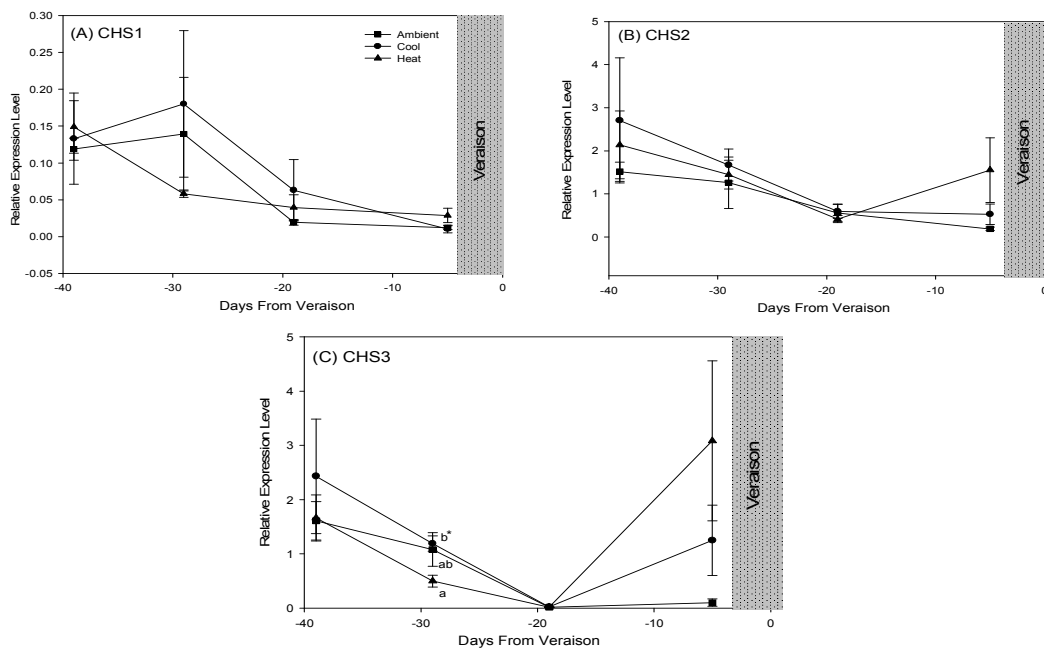 (A) CHS1
Ambient
Cool
Heat
0.30
0.25
0.20
0.15
0.10
0.05
0.00
-0.05
Relative Expression Level
-40
-30
-20
-10
0
Days From Veraison
Veraison
(B) CHS2
5
4
3
2
1
0
Relative Expression Level
-40
-30
-20
-10
0
Days From Veraison
Veraison
(C) CHS3
5
4
3
2
1
0
Relative Expression Level
b*
ab
a
-40
-30
-20
-10
0
Days From Veraison
Veraison